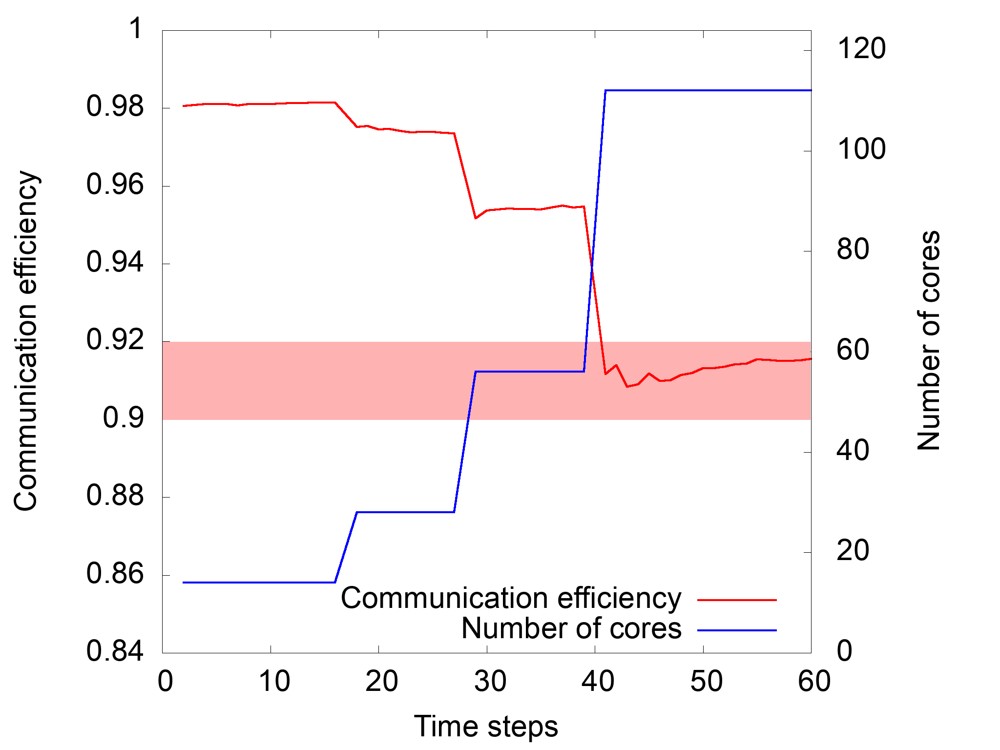 1
0.98
0.96
0.94
0.92
0.9
0.88
0.86
0.84
Communication efficiency
120
100
80
60
40
20
0
Number of cores
Communication efficiency
Number of cores
0 10 20 30 40 50 60
Time steps